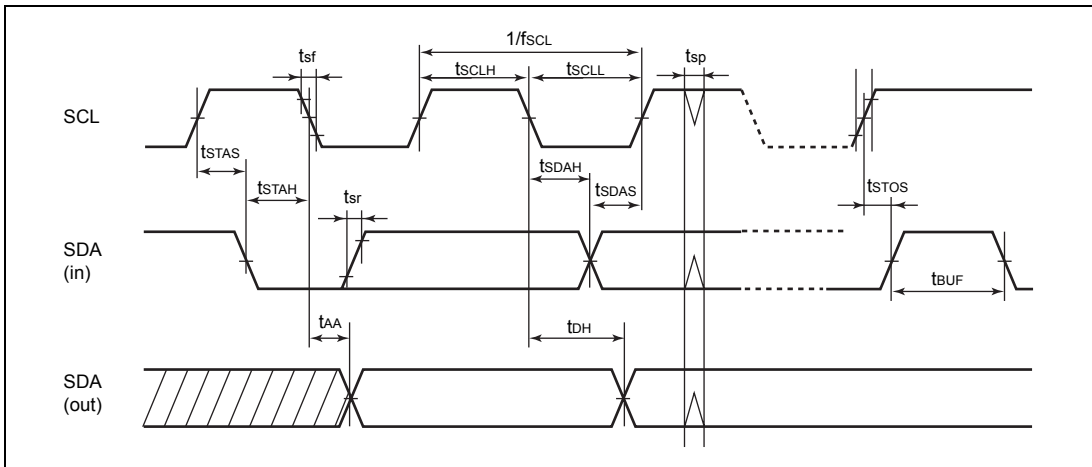 1/fSCL
tsf
tSCLH
tSCLL
tsp
SCL
tSTAS
tSTAH
tsr
tSDAH
tSDAS
tSTOS
SDA
(in)
tBUF
tAA
tDH
SDA
(out)